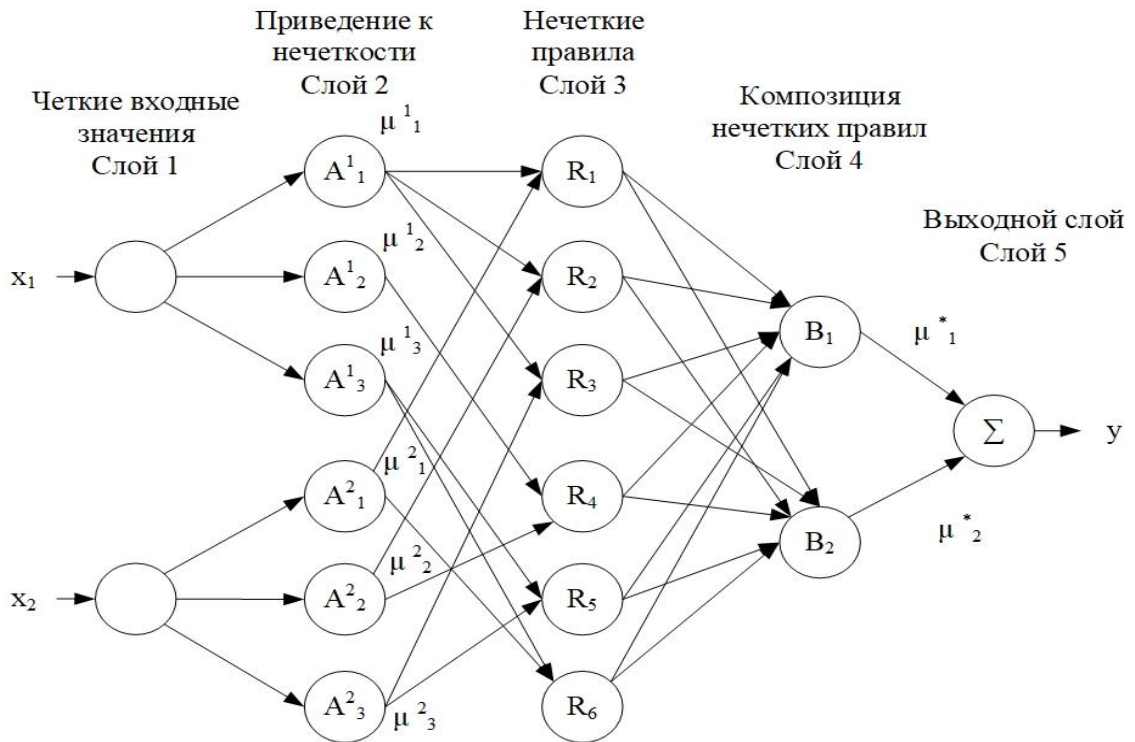 Приведение к
нечеткости
Слой 2
Нечеткие
правила
Слой 3
Четкие входные
значения
Слой 1
Композиция
нечетких правил
Слой 4
Выходной слой
Слой 5
x₁
x₂
A¹₁
A¹₂
A¹₃
A²₁
A²₂
A²₃
μ¹₁
μ¹₂
μ¹₃
μ²₁
μ²₂
μ²₃
R₁
R₂
R₃
R₄
R₅
R₆
B₁
B₂
μ*₁
μ*₂
Σ
y